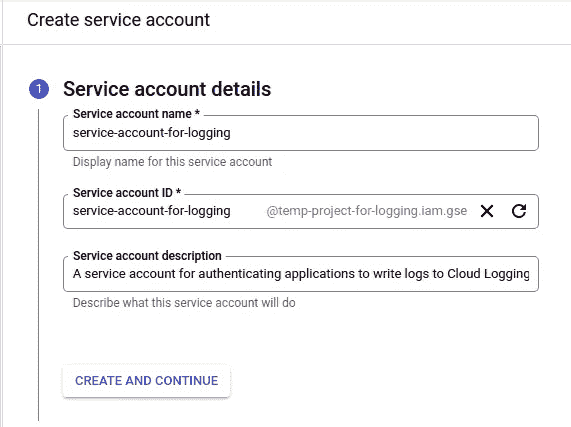 Create service account
1 Service account details
Service account name *
service-account-for-logging
Display name for this service account
Service account ID *
service-account-for-logging @temp-project-for-logging.iam.gse
Service account description
A service account for authenticating applications to write logs to Cloud Logging
Describe what this service account will do
CREATE AND CONTINUE